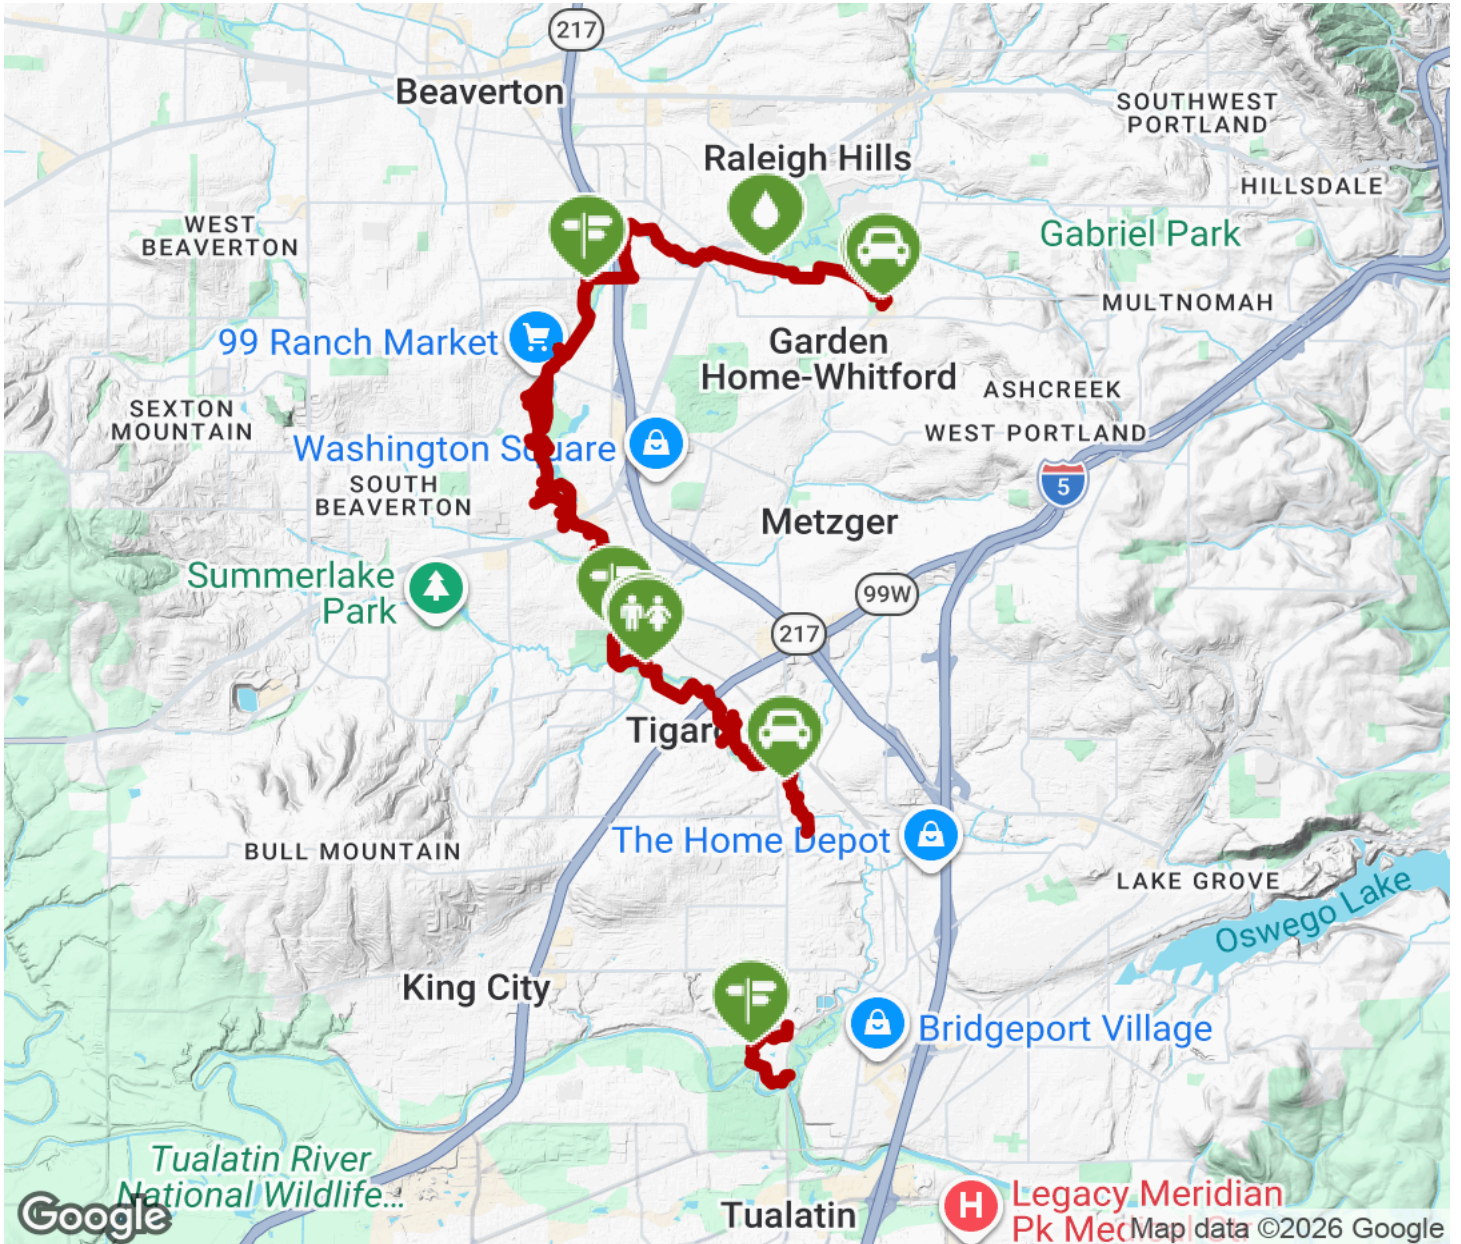 217
Beaverton
SOUTHWEST
PORTLAND
Raleigh Hills
HILLSDALE
WEST
BEAVERTON
Gabriel Park
MULTNOMAH
99 Ranch Market
Garden
Home-Whitford
ASHCREEK
SEXTON
MOUNTAIN
WEST PORTLAND
Washington Square
SOUTH
BEAVERTON
5
Metzger
Summerlake
Park
99W
217
Tigard
The Home Depot
BULL MOUNTAIN
LAKE GROVE
Oswego Lake
King City
Bridgeport Village
Tualatin River
National Wildlife...
Tualatin
H
Legacy Meridian
Pk Medical Ctr
Google
Map data ©2026 Google